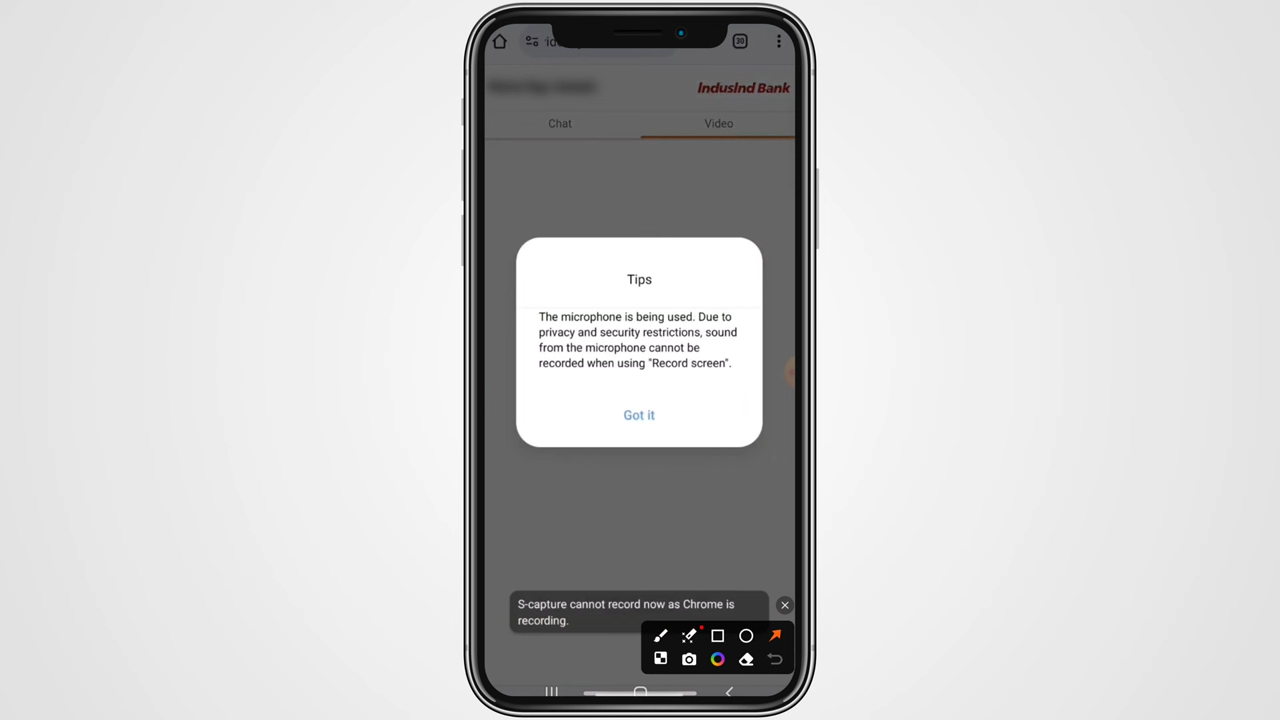 30
IndusInd Bank
Chat
Video
Tips
The microphone is being used. Due to
privacy and security restrictions, sound
from the microphone cannot be
recorded when using "Record screen".
Got it
S-capture cannot record now as Chrome is
recording.